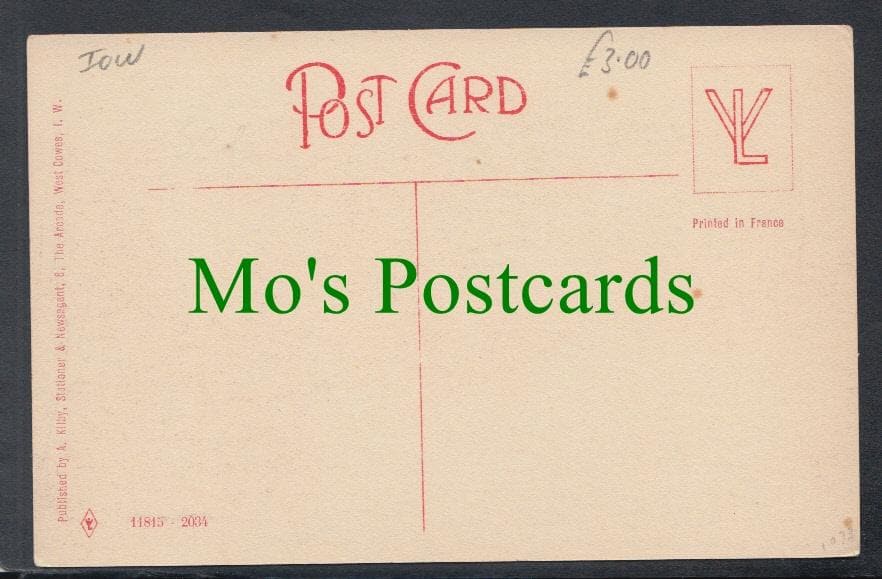 IOW
£3.00
POST CARD
LV
Printed in France
Published by A. Kilby, Stationer & Newsagent, 8, The Arcade, West Cowes, I. W.
Mo's Postcards
11815 - 2034